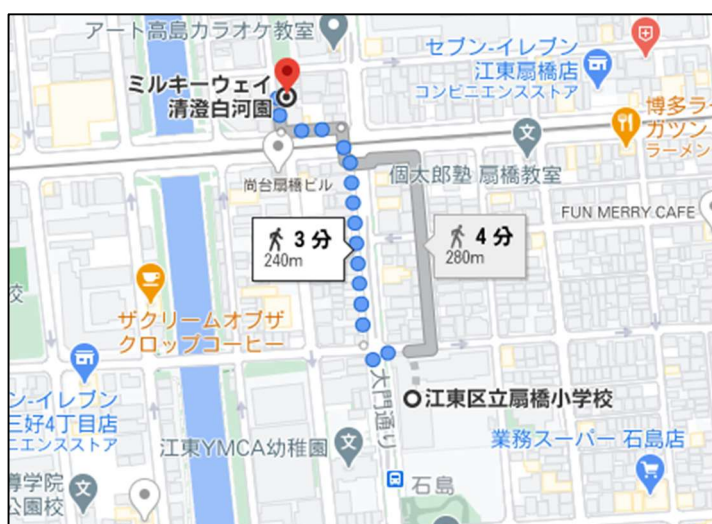 アート高島カラオケ教室
ミルキーウェイ
清澄白河園
セブン-イレブン
江東扇橋店
コンビニエンスストア
博多ラー
ガツン
ラーメン
尚台扇橋ビル
個太郎塾 扇橋教室
文
FUN MERRY CAFE
3 分
240m
4 分
280m
校
ザクリームオブザ
クロップコーヒー
大門通り
江東区立扇橋小学校
ン-イレブン
三好4丁目店
ニエンスストア
江東YMCA幼稚園
文
業務スーパー 石島店
石島
尊学院
公園校
文
文